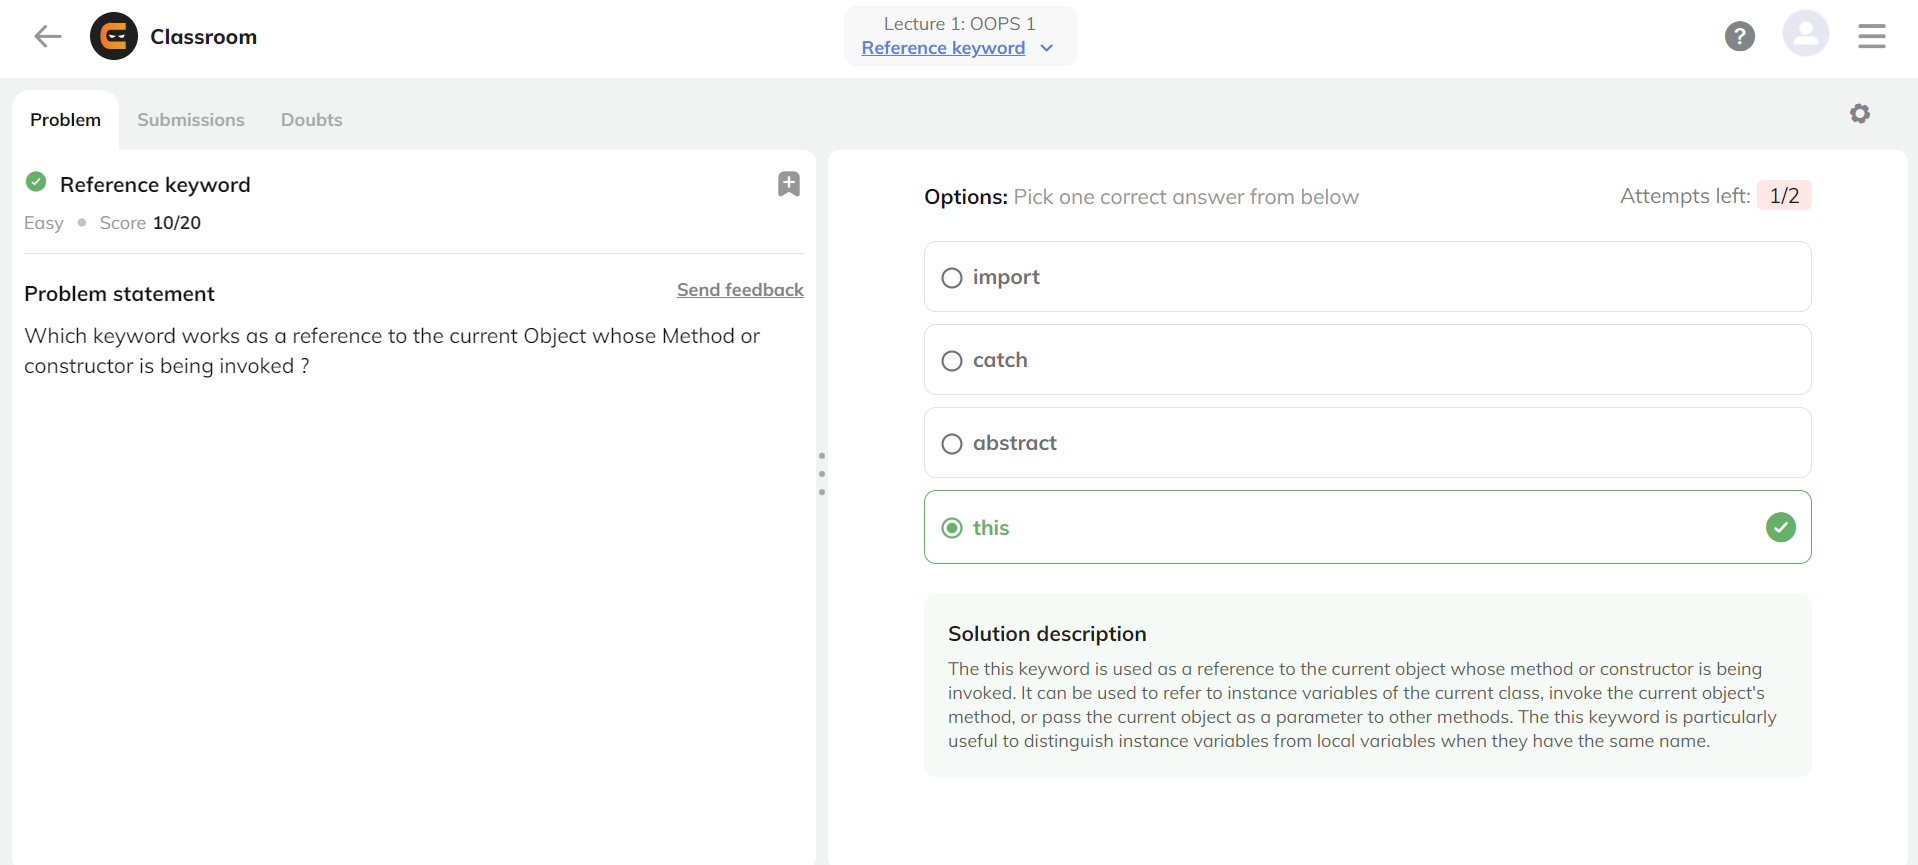 Classroom
Lecture 1: OOPS 1
Reference keyword
?
Problem
Submissions
Doubts
Reference keyword
Easy • Score 10/20
Problem statement
Send feedback
Which keyword works as a reference to the current Object whose Method or
constructor is being invoked ?
Options: Pick one correct answer from below
Attempts left: 1/2
import
catch
abstract
this
Solution description
The this keyword is used as a reference to the current object whose method or constructor is being
invoked. It can be used to refer to instance variables of the current class, invoke the current object's
method, or pass the current object as a parameter to other methods. The this keyword is particularly
useful to distinguish instance variables from local variables when they have the same name.